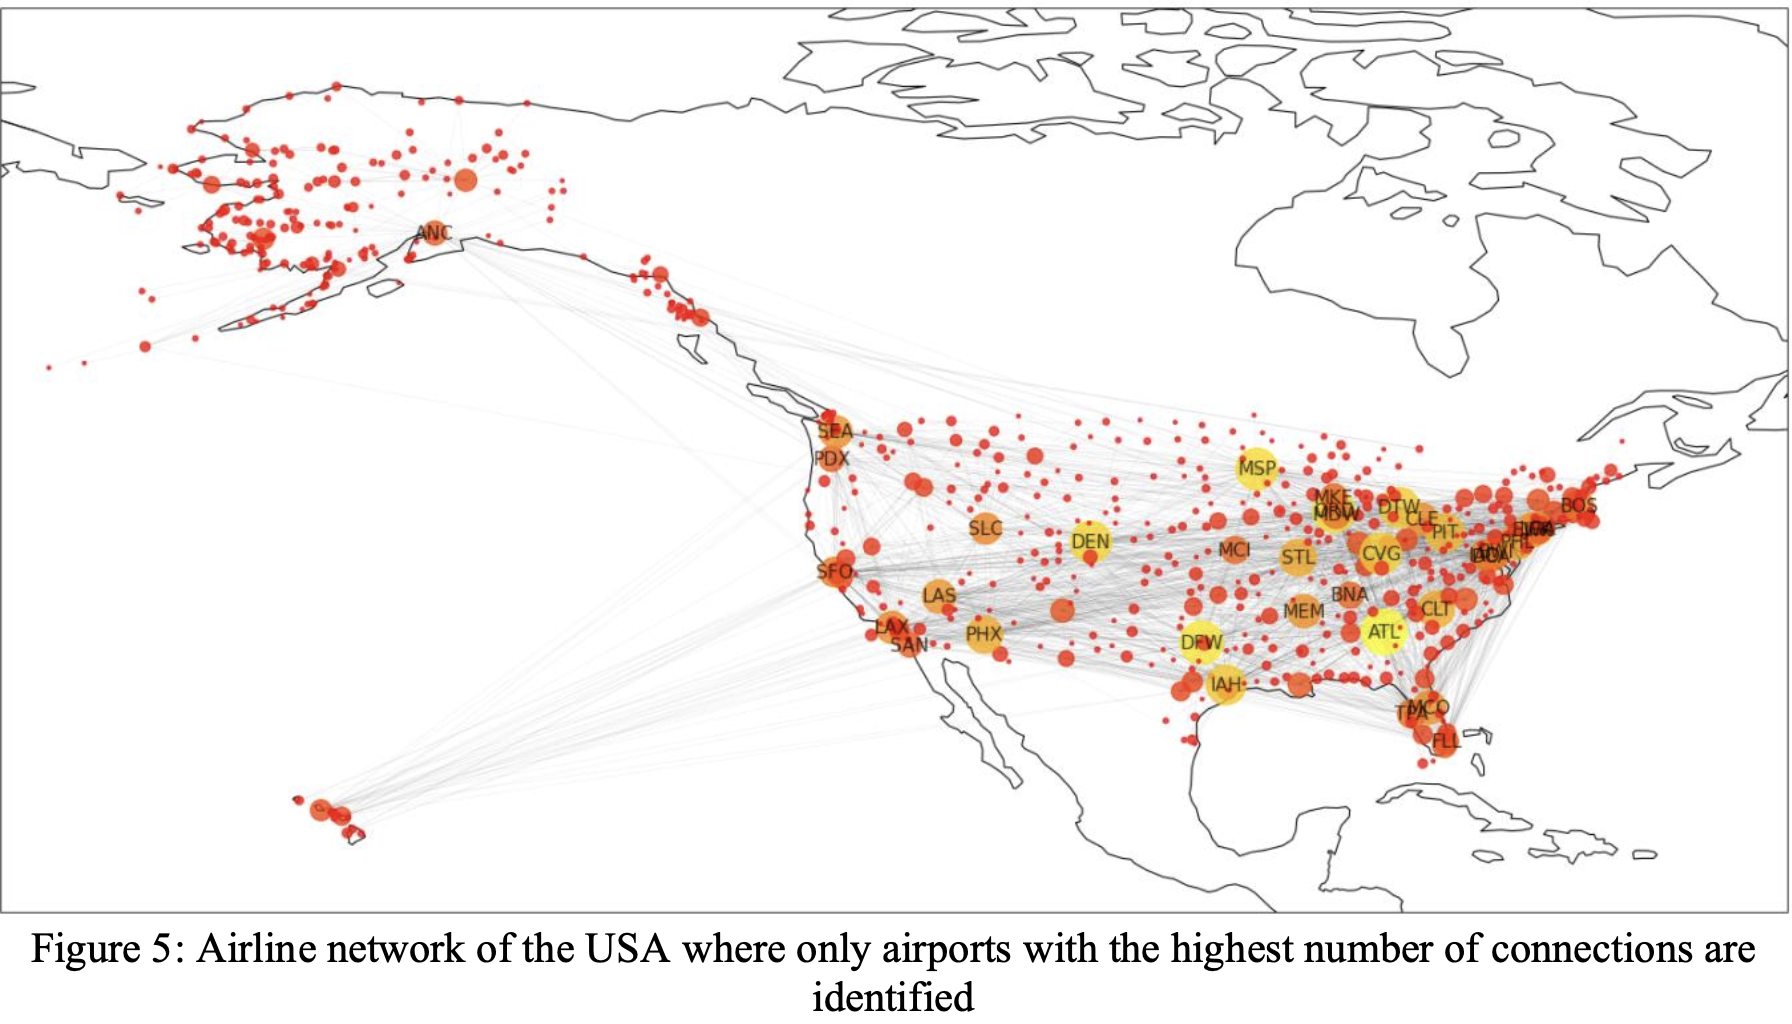 ANC
SEA
PDX
MSP
MKE
MDW
DTW
CLE
PIT
BOS
SLC
DEN
MCI
STL
CVG
PHL
SFO
LAS
BNA
MEM
CLT
LAX
SAN
PHX
DFW
ATL
IAH
MCO
TPA
FLL
Figure 5: Airline network of the USA where only airports with the highest number of connections are
identified